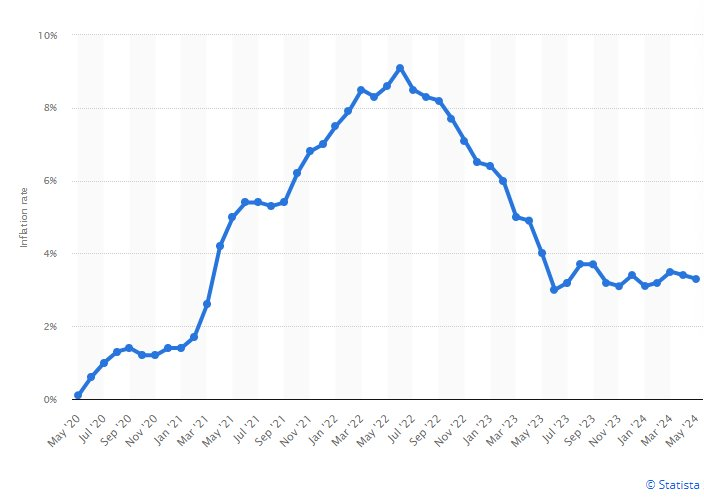 10%
8%
6%
4%
2%
0%
Inflation rate
May '20
Jul '20
Sep '20
Nov '20
Jan '21
Mar '21
May '21
Jul '21
Sep '21
Nov '21
Jan '22
Mar '22
May '22
Jul '22
Sep '22
Nov '22
Jan '23
Mar '23
May '23
Jul '23
Sep '23
Nov '23
Jan '24
Mar '24
May '24
© Statista